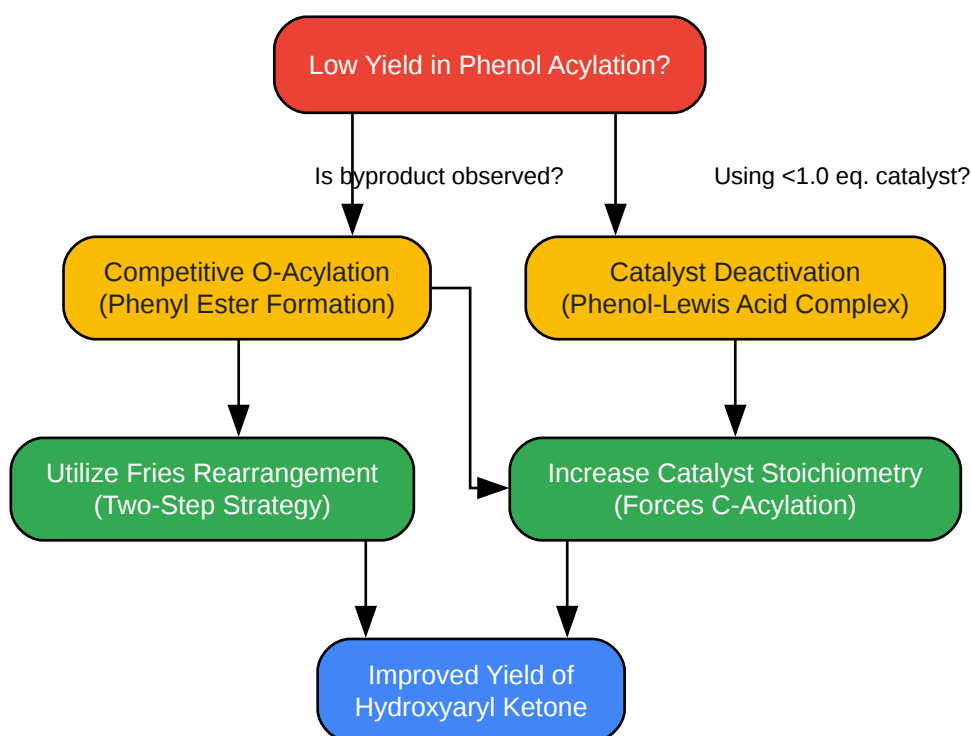 Low Yield in Phenol Acylation?
Is byproduct observed?
Using <1.0 eq. catalyst?
Competitive O-Acylation
(Phenyl Ester Formation)
Catalyst Deactivation
(Phenol-Lewis Acid Complex)
Utilize Fries Rearrangement
(Two-Step Strategy)
Increase Catalyst Stoichiometry
(Forces C-Acylation)
Improved Yield of
Hydroxyaryl Ketone